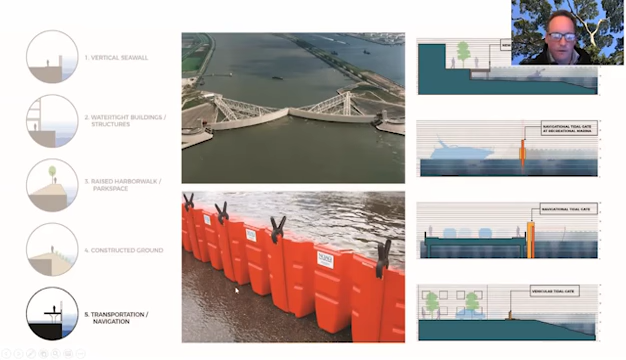 1. VERTICAL SEAWALL
2. WATERTIGHT BUILDINGS /
STRUCTURES
3. RAISED HARBORWALK /
PARKSPACE
4. CONSTRUCTED GROUND
5. TRANSPORTATION /
NAVIGATION
NAVIGATIONAL TIDAL GATE
AT RECREATIONAL MARINA
NAVIGATIONAL TIDAL GATE
VEHICULAR TIDAL GATE